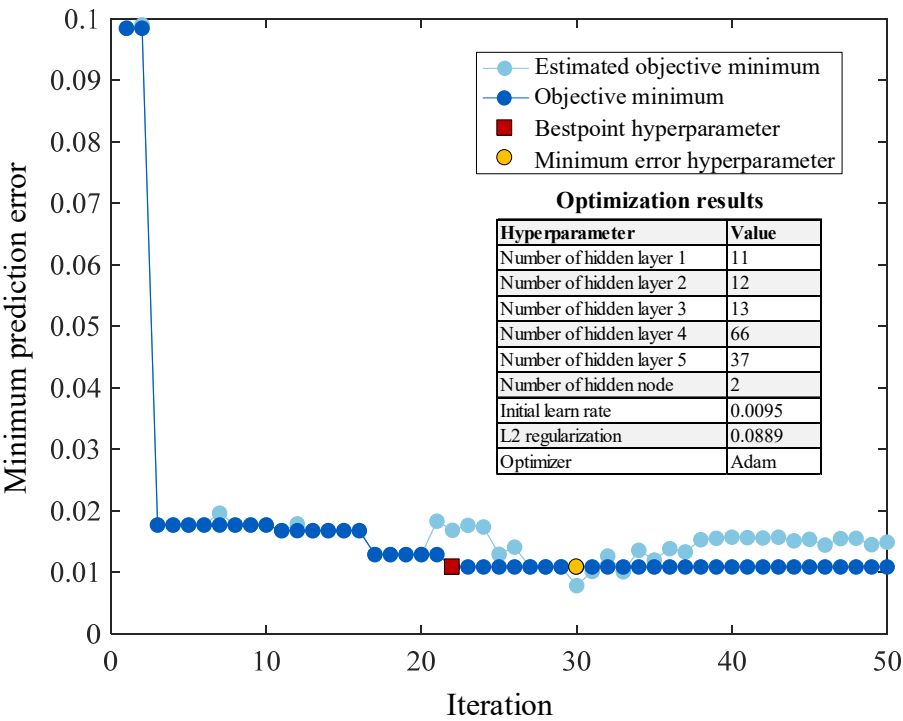 0.1
0.09
0.08
0.07
0.06
0.05
0.04
0.03
0.02
0.01
0
Minimum prediction error
Estimated objective minimum
Objective minimum
Bestpoint hyperparameter
Minimum error hyperparameter
Optimization results
Hyperparameter Value
Number of hidden layer 1 11
Number of hidden layer 2 12
Number of hidden layer 3 13
Number of hidden layer 4 66
Number of hidden layer 5 37
Number of hidden node 2
Initial learn rate 0.0095
L2 regularization 0.0889
Optimizer Adam
0 10 20 30 40 50
Iteration